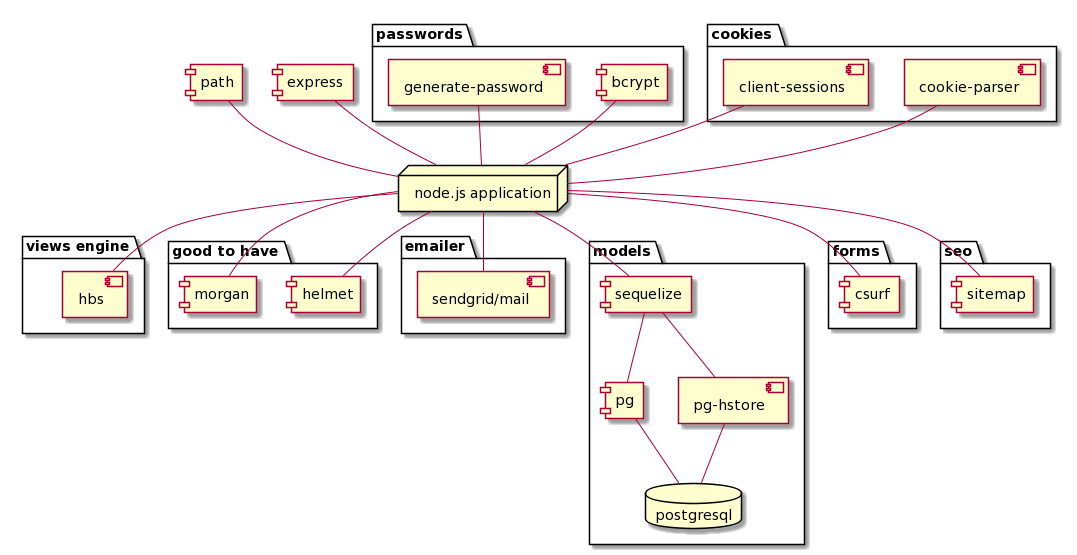 passwords
cookies
path
express
generate-password
bcrypt
client-sessions
cookie-parser
node.js application
views engine
good to have
emailer
models
forms
seo
hbs
morgan
helmet
sendgrid/mail
sequelize
csurf
sitemap
pg
pg-hstore
postgresql